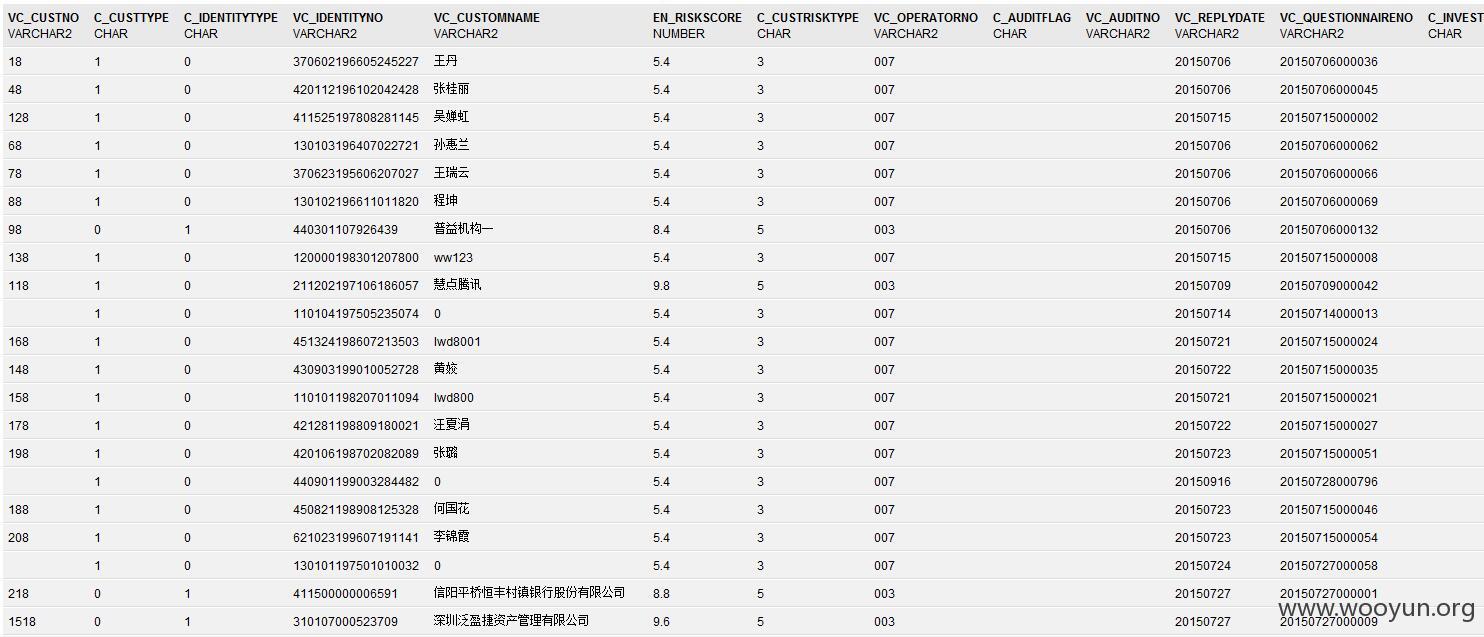 VC_CUSTNO C_CUSTTYPE C_IDENTITYTYPE VC_IDENTITYNO VC_CUSTOMNAME EN_RISKSCORE C_CUSTRISKTYPE VC_OPERATORNO C_AUDITFLAG VC_AUDITNO VC_REPLYDATE VC_QUESTIONNAIRENO C_INVEST
VARCHAR2 CHAR CHAR VARCHAR2 VARCHAR2 NUMBER CHAR VARCHAR2 CHAR VARCHAR2 VARCHAR2 VARCHAR2 CHAR
18 1 0 370602196605245227 王丹 5.4 3 007 20150706 20150706000036
48 1 0 420112196102042428 张桂丽 5.4 3 007 20150706 20150706000045
128 1 0 411525197808281145 吴婵虹 5.4 3 007 20150715 20150715000002
68 1 0 130103196407022721 孙惠兰 5.4 3 007 20150706 20150706000062
78 1 0 370623195606207027 王瑞云 5.4 3 007 20150706 20150706000066
88 1 0 130102196611011820 程坤 5.4 3 007 20150706 20150706000069
98 0 1 440301107926439 普益机构一 8.4 5 003 20150706 20150706000132
138 1 0 120000198301207800 ww123 5.4 3 007 20150715 20150715000008
118 1 0 211202197106186057 慧点腾讯 9.8 5 003 20150709 20150709000042
1 0 110104197505235074 0 5.4 3 007 20150714 20150714000013
168 1 0 451324198607213503 lwd8001 5.4 3 007 20150721 20150715000024
148 1 0 430903199010052728 黄姣 5.4 3 007 20150722 20150715000035
158 1 0 110101198207011094 lwd800 5.4 3 007 20150721 20150715000021
178 1 0 421281198809180021 汪夏涓 5.4 3 007 20150722 20150715000027
198 1 0 420106198702082089 张璐 5.4 3 007 20150723 20150715000051
1 0 440901199003284482 0 5.4 3 007 20150916 20150728000796
188 1 0 450821198908125328 何国花 5.4 3 007 20150723 20150715000046
208 1 0 621023199607191141 李锦霞 5.4 3 007 20150723 20150715000054
1 0 130101197501010032 0 5.4 3 007 20150724 20150727000058
218 0 1 411500000006591 信阳平桥恒丰村镇银行股份有限公司 8.8 5 003 20150727 20150727000001
1518 0 1 310107000523709 深圳泛盈捷资产管理有限公司 9.6 5 003 20150727 20150727000009
www.wooyun.org